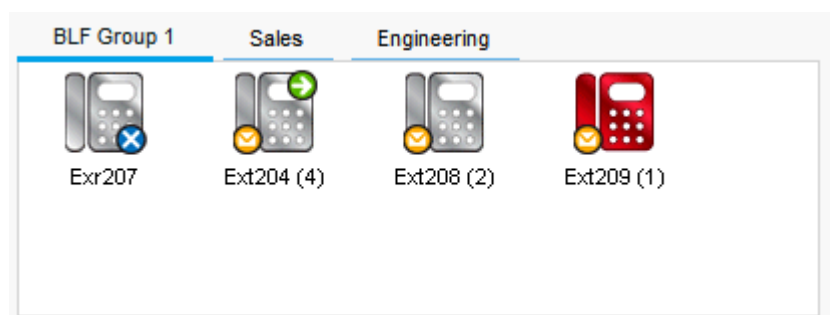 BLF Group 1 Sales Engineering
Exr207 Ext204 (4) Ext208 (2) Ext209 (1)